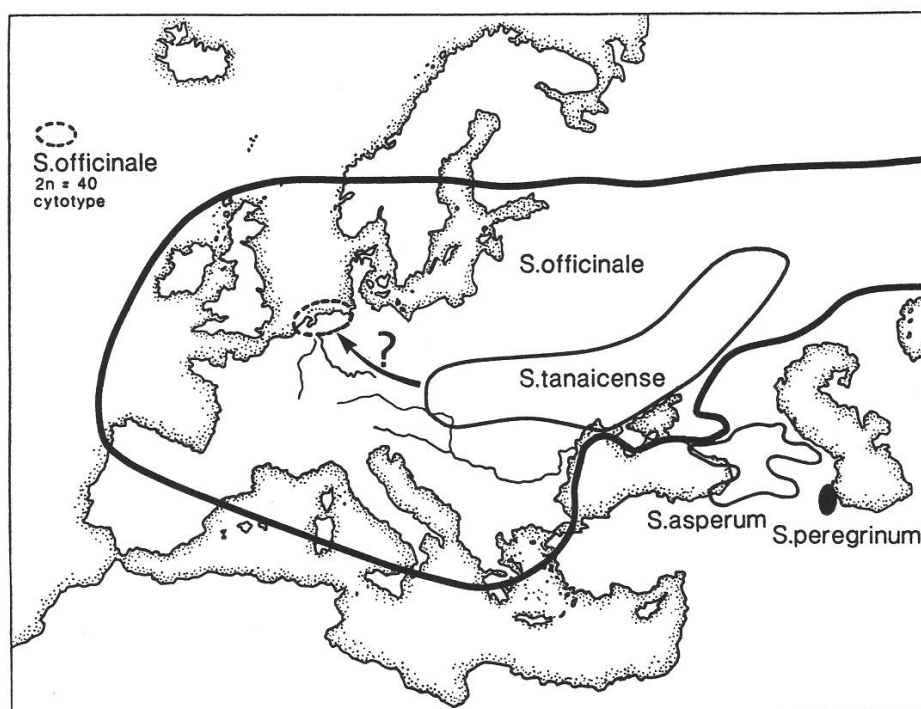 S.officinale
2n = 40
cytotype
S.officinale
?
S.tanaicense
S.asperum
S.peregrinum